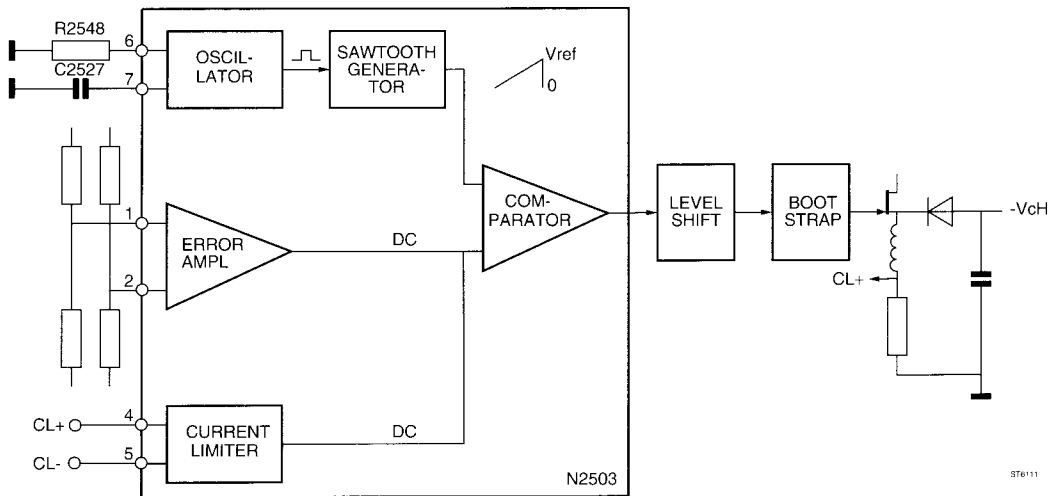 R2548
6
C2527
7
OSCIL-
LATOR
SAWTOOTH
GENERA-
TOR
Vref
0
1
2
ERROR
AMPL
DC
COM-
PARATOR
LEVEL
SHIFT
BOOT
STRAP
-VcH
CL+
CL+
4
CL-
5
CURRENT
LIMITER
DC
N2503
ST6111